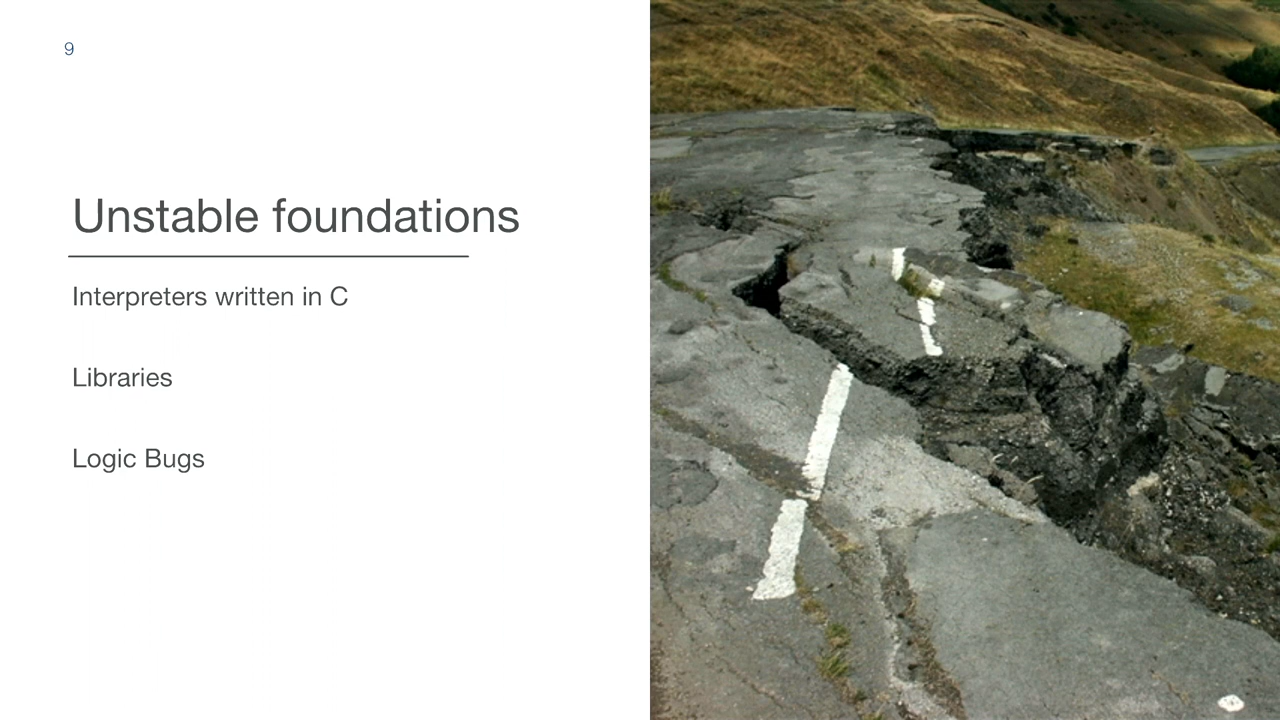 9
Unstable foundations
Interpreters written in C
Libraries
Logic Bugs